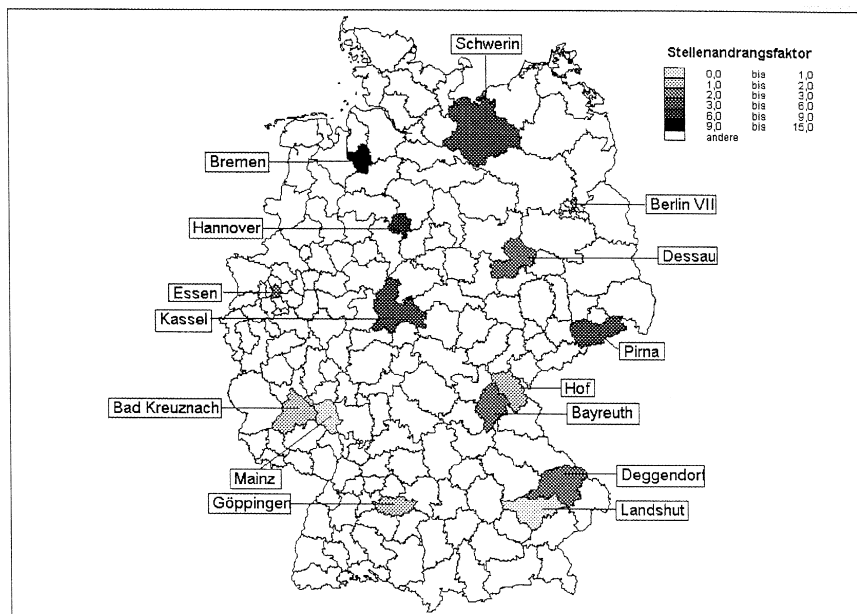 Schwerin
Stellenandrangsfaktor
0,0 bis 1,0
1,0 bis 2,0
2,0 bis 3,0
3,0 bis 6,0
6,0 bis 9,0
9,0 bis 15,0
andere
Bremen
Berlin VII
Hannover
Dessau
Essen
Kassel
Pirna
Hof
Bad Kreuznach
Bayreuth
Mainz
Deggendorf
Göppingen
Landshut